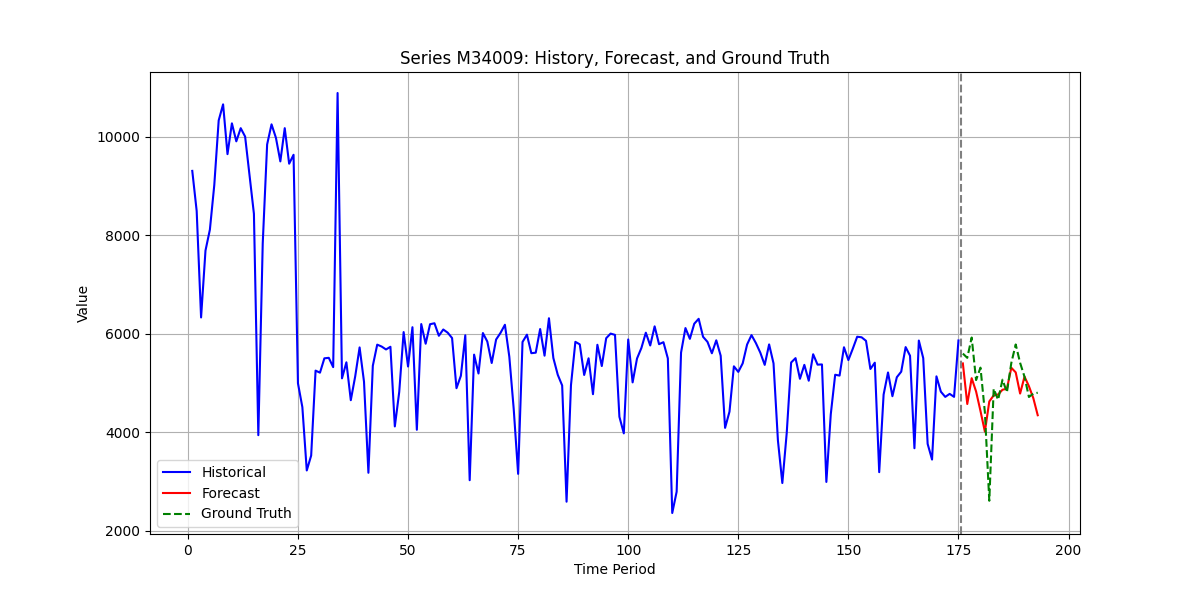 Series M34009: History, Forecast, and Ground Truth
Value
10000
8000
6000
4000
2000
Historical
Forecast
Ground Truth
0 25 50 75 100 125 150 175 200
Time Period